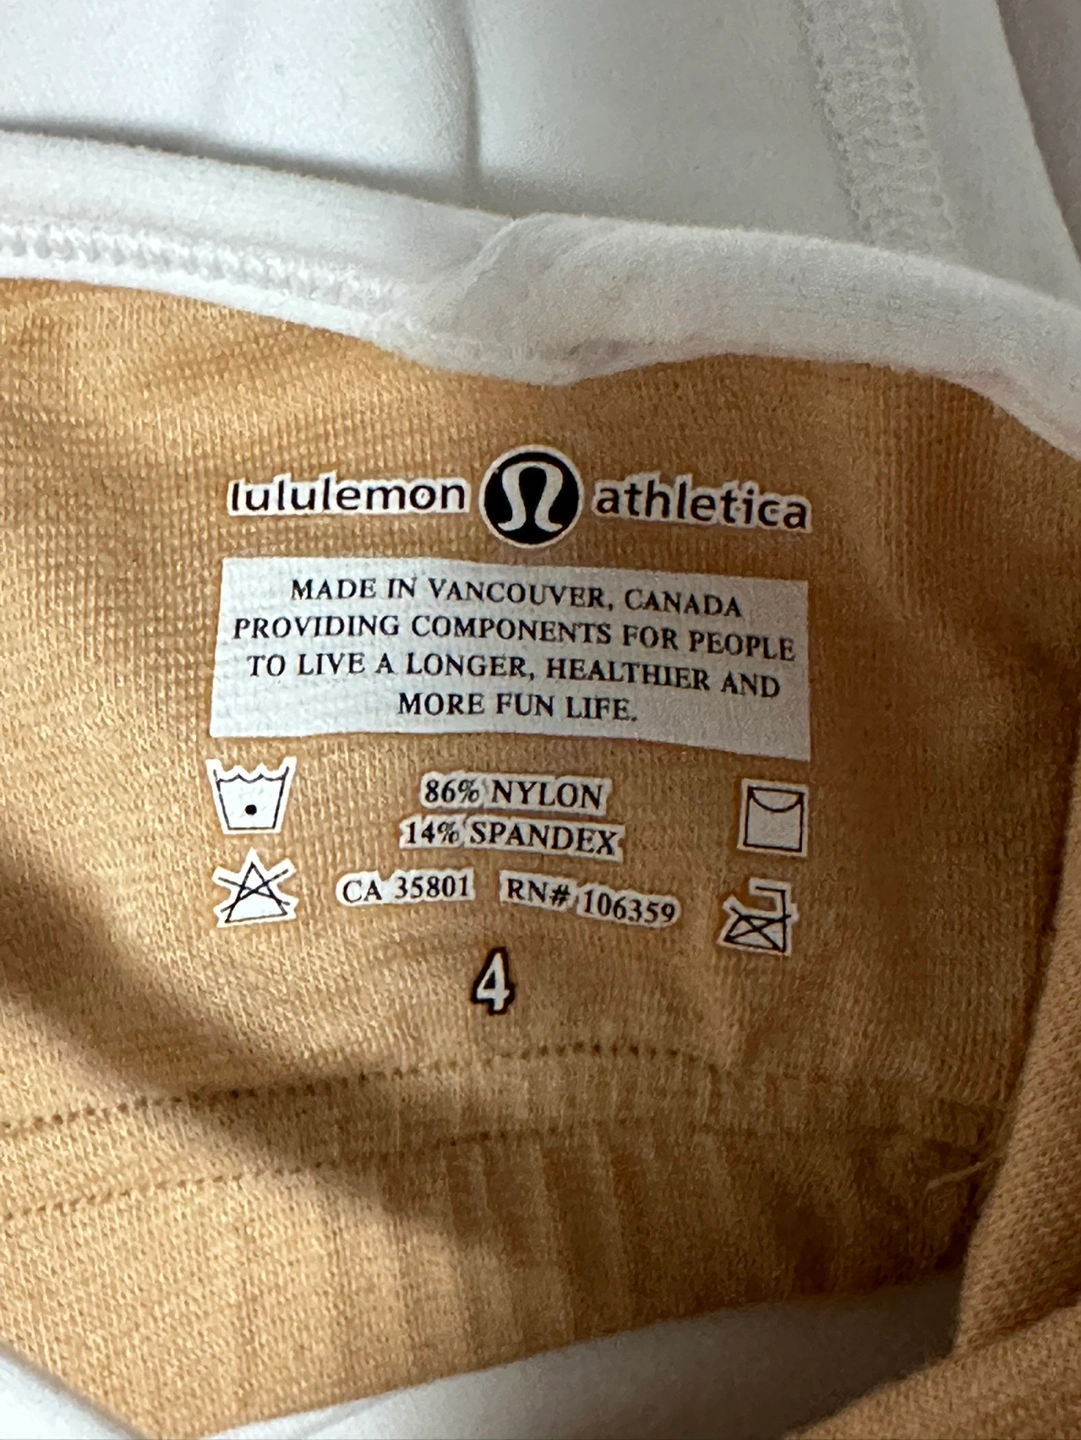 lululemon athletica
MADE IN VANCOUVER, CANADA
PROVIDING COMPONENTS FOR PEOPLE
TO LIVE A LONGER, HEALTHIER AND
MORE FUN LIFE.
86% NYLON
14% SPANDEX
CA 35801 RN# 106359
4